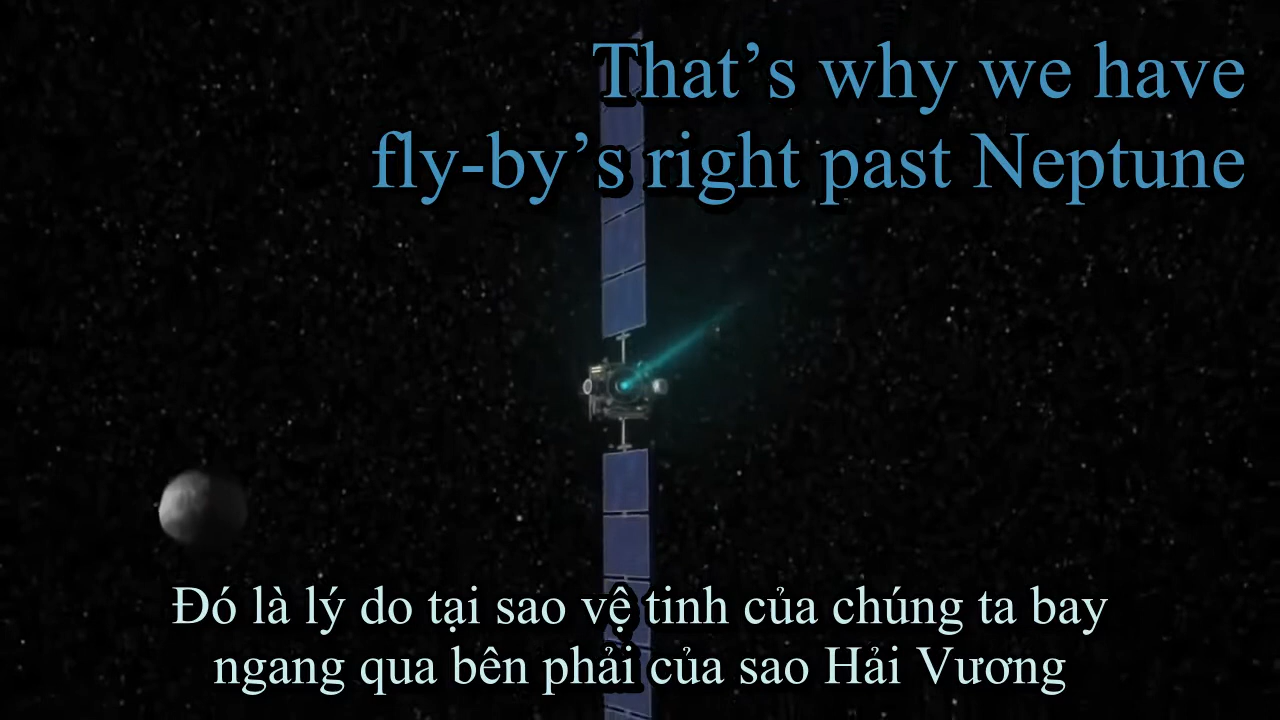 That’s why we have
fly-by’s right past Neptune
Đó là lý do tại sao vệ tinh của chúng ta bay
ngang qua bên phải của sao Hải Vương